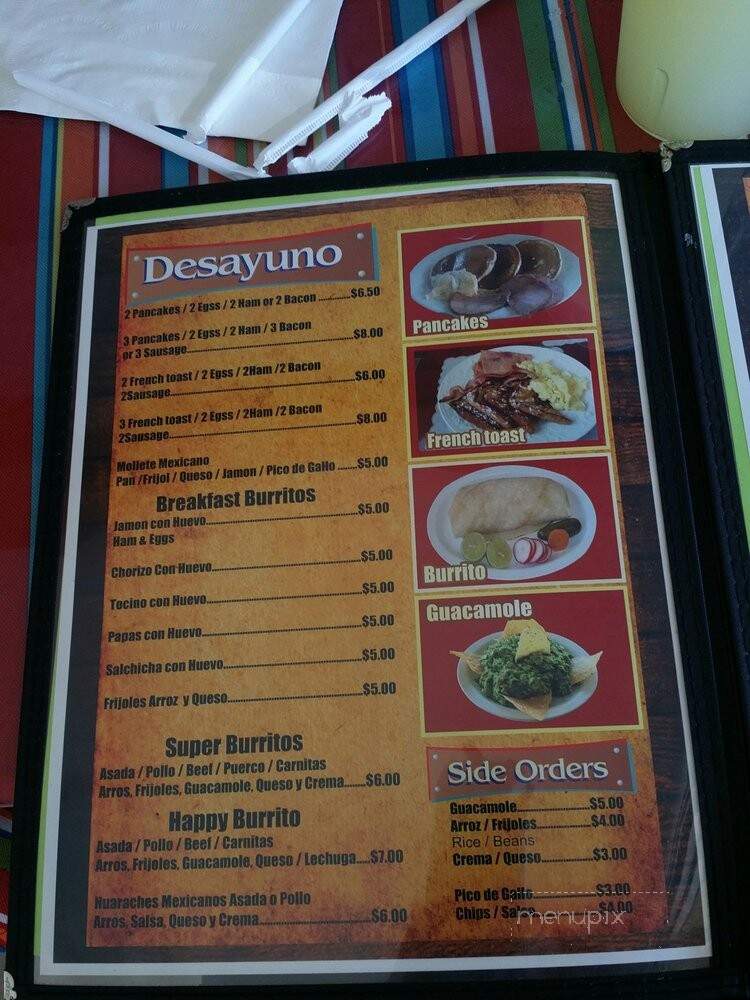 Desayuno
2 Pancakes / 2 Egss / 2 Ham or 2 Bacon ............$6.50
3 Pancakes / 2 Egss / 2 Ham / 3 Bacon
or 3 Sausage.....................................................$8.00
2 French toast / 2 Egss / 2Ham /2 Bacon
2Sausage..........................................................$6.00
3 French toast / 2 Egss / 2Ham /2 Bacon
2Sausage..........................................................$8.00
Mollete Mexicano
Pan /Frijol / Queso / Jamon / Pico de Gallo .......$5.00
Breakfast Burritos
Jamon con Huevo................................................$5.00
Ham & Eggs
Chorizo Con Huevo..............................................$5.00
Tocino con Huevo................................................$5.00
Papas con Huevo.................................................$5.00
Salchicha con Huevo............................................$5.00
Frijoles Arroz y Queso..........................................$5.00
Super Burritos
Asada / Pollo / Beef / Puerco / Carnitas
Arros, Frijoles, Guacamole, Queso y Crema.......$6.00
Happy Burrito
Asada / Pollo / Beef / Carnitas
Arros, Frijoles, Guacamole, Queso / Lechuga....$7.00
Nuaraches Mexicanos Asada o Pollo
Arros, Salsa, Queso y Crema................................$6.00
Pancakes
French toast
Burrito
Guacamole
Side Orders
Guacamole........................$5.00
Arroz / Frijoles...................$4.00
Rice / Beans
Crema / Queso...................$3.00
Pico de Gallo.....................$3.00
Chips / Salsa.....................$4.00
menupix